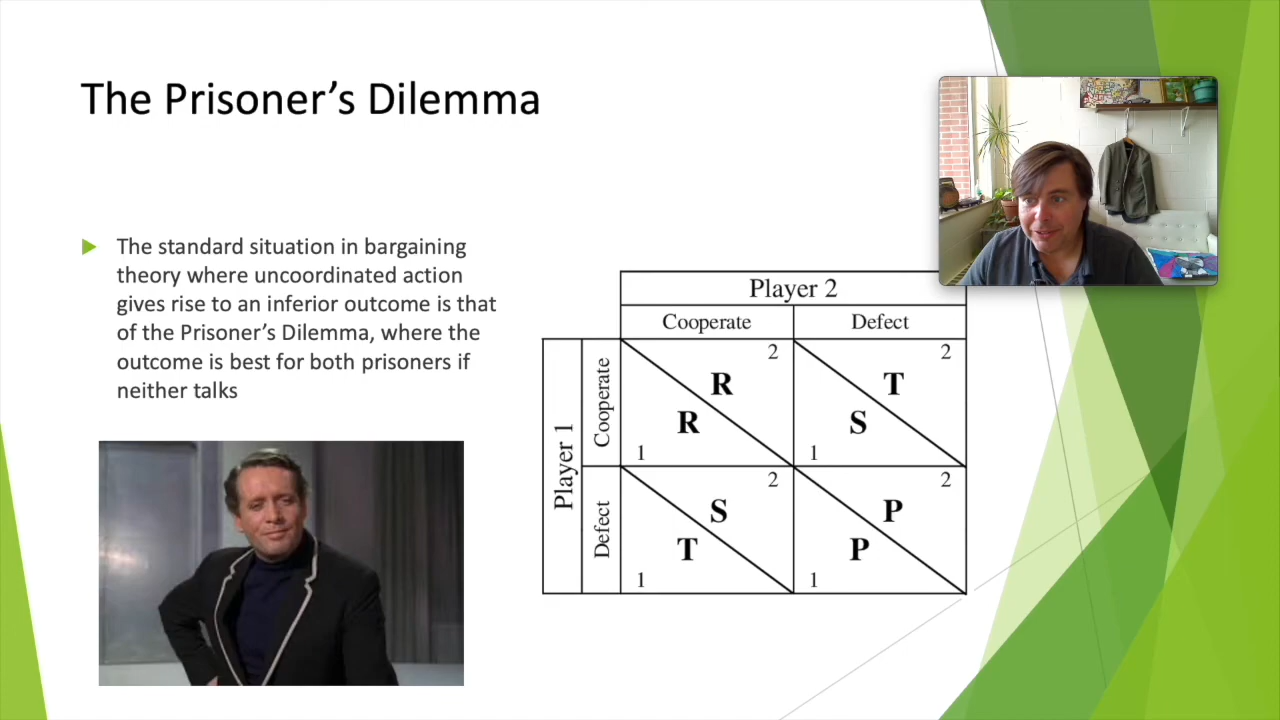 The Prisoner’s Dilemma
The standard situation in bargaining
theory where uncoordinated action
gives rise to an inferior outcome is that
of the Prisoner’s Dilemma, where the
outcome is best for both prisoners if
neither talks
Player 2
Cooperate Defect
Player 1
Cooperate
2 2
R T
R S
1 1
Defect
2 2
S P
T P
1 1